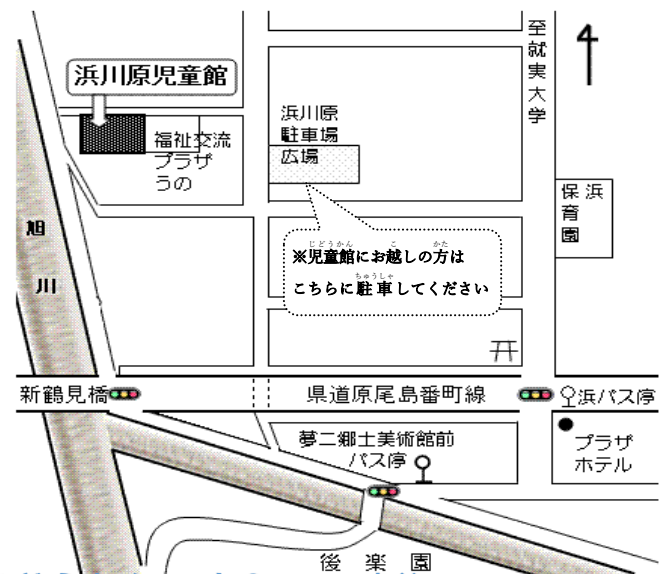 至就実大学
浜川原児童館
浜川原
駐車場
広場
福祉交流
プラザ
うの
浜
保育園
旭川
じどうかん こ かた
※児童館にお越しの方は
ちゅうしゃ
こちらに駐車してください
新鶴見橋
県道原尾島番町線
浜バス停
夢二郷土美術館前
バス停
プラザ
ホテル
後楽園